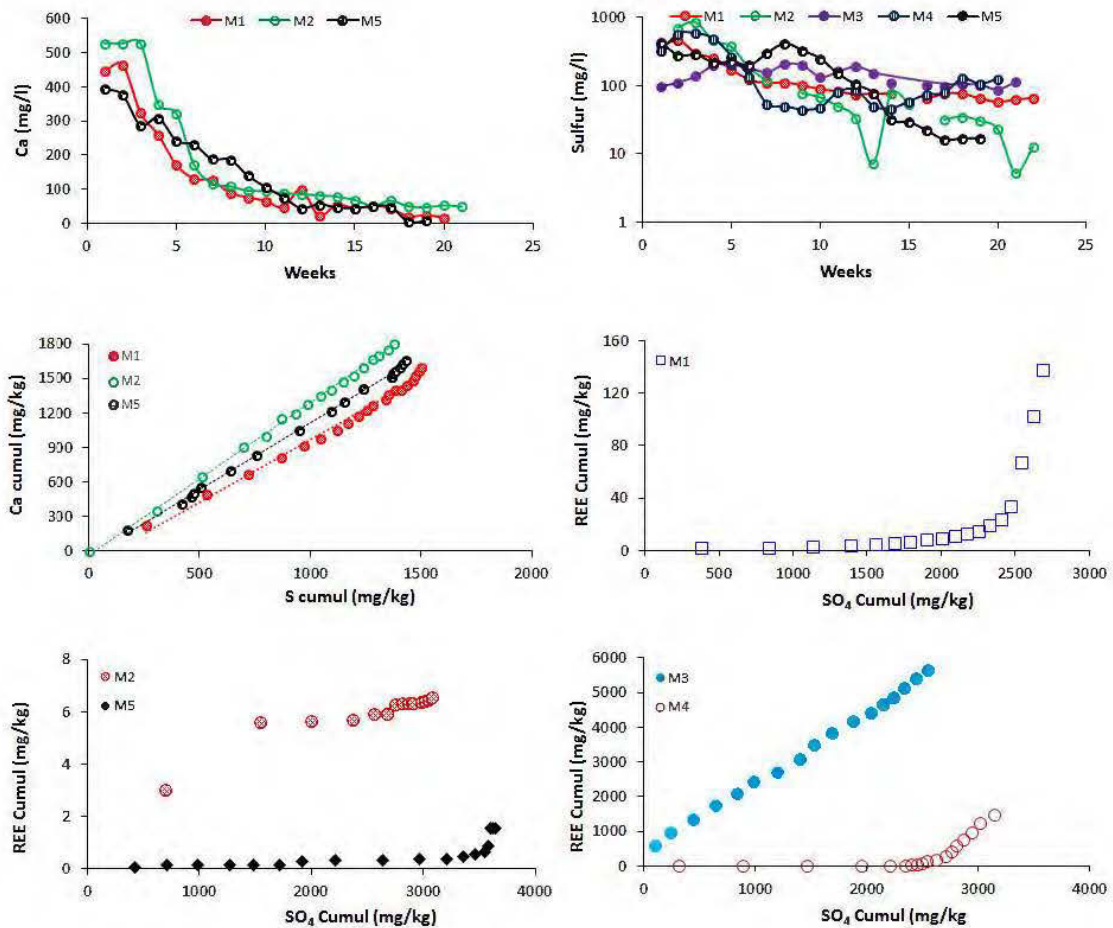 M1 M2 M5
Ca (mg/l)
600
500
400
300
200
100
0
0 5 10 15 20 25
Weeks
M1 M2 M3 M4 M5
Sulfur (mg/l)
1000
100
10
1
0 5 10 15 20 25
Weeks
M1
M2
M5
Ca cumul (mg/kg)
1800
1500
1200
900
600
300
0
0 500 1000 1500 2000
S cumul (mg/kg)
M1
REE Cumul (mg/kg)
160
120
80
40
0
0 500 1000 1500 2000 2500 3000
SO4 Cumul (mg/kg)
M2
M5
REE Cumul (mg/kg)
8
6
4
2
0
0 1000 2000 3000 4000
SO4 Cumul (mg/kg)
M3
M4
REE Cumul (mg/kg)
6000
5000
4000
3000
2000
1000
0
0 1000 2000 3000 4000
SO4 Cumul (mg/kg